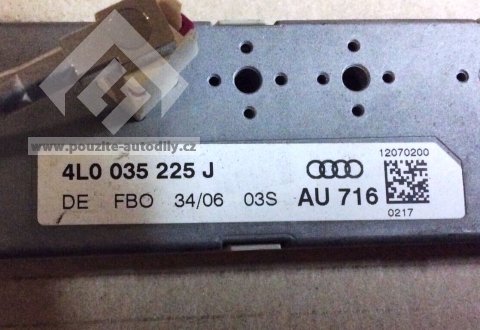 www.pouzite-autodily.cz
4L0 035 225 J
12070200
DE FBO 34/06 03S AU 716
0217